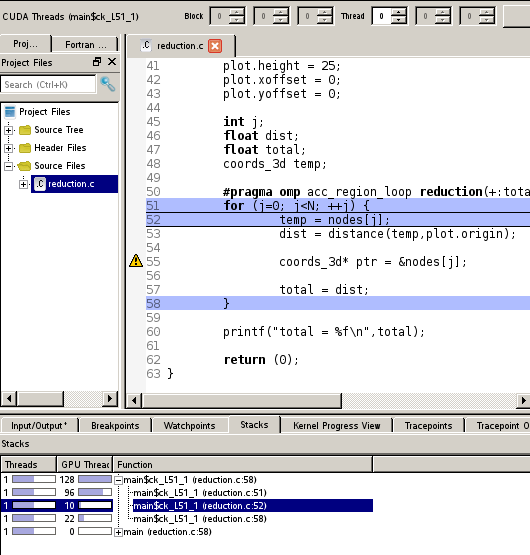 CUDA Threads (main$ck_L51_1)
Block 0 0 0 Thread 0 0 0
Proj... Fortran ...
Project Files
Search (Ctrl+K)
Project Files
Source Tree
Header Files
Source Files
.c reduction.c
.c reduction.c
41 plot.height = 25;
42 plot.xoffset = 0;
43 plot.yoffset = 0;
44
45 int j;
46 float dist;
47 float total;
48 coords_3d temp;
49
50 #pragma omp acc_region_loop reduction(+:tota
51 for (j=0; j<N; ++j) {
52 temp = nodes[j];
53 dist = distance(temp,plot.origin);
54
55 coords_3d* ptr = &nodes[j];
56
57 total = dist;
58 }
59
60 printf("total = %f\n",total);
61
62 return (0);
63 }
Input/Output* Breakpoints Watchpoints Stacks Kernel Progress View Tracepoints Tracepoint O
Stacks
Threads GPU Threac Function
1 128 main$ck_L51_1 (reduction.c:58)
1 96 main$ck_L51_1 (reduction.c:51)
1 10 main$ck_L51_1 (reduction.c:52)
1 22 main$ck_L51_1 (reduction.c:58)
1 0 main (reduction.c:58)